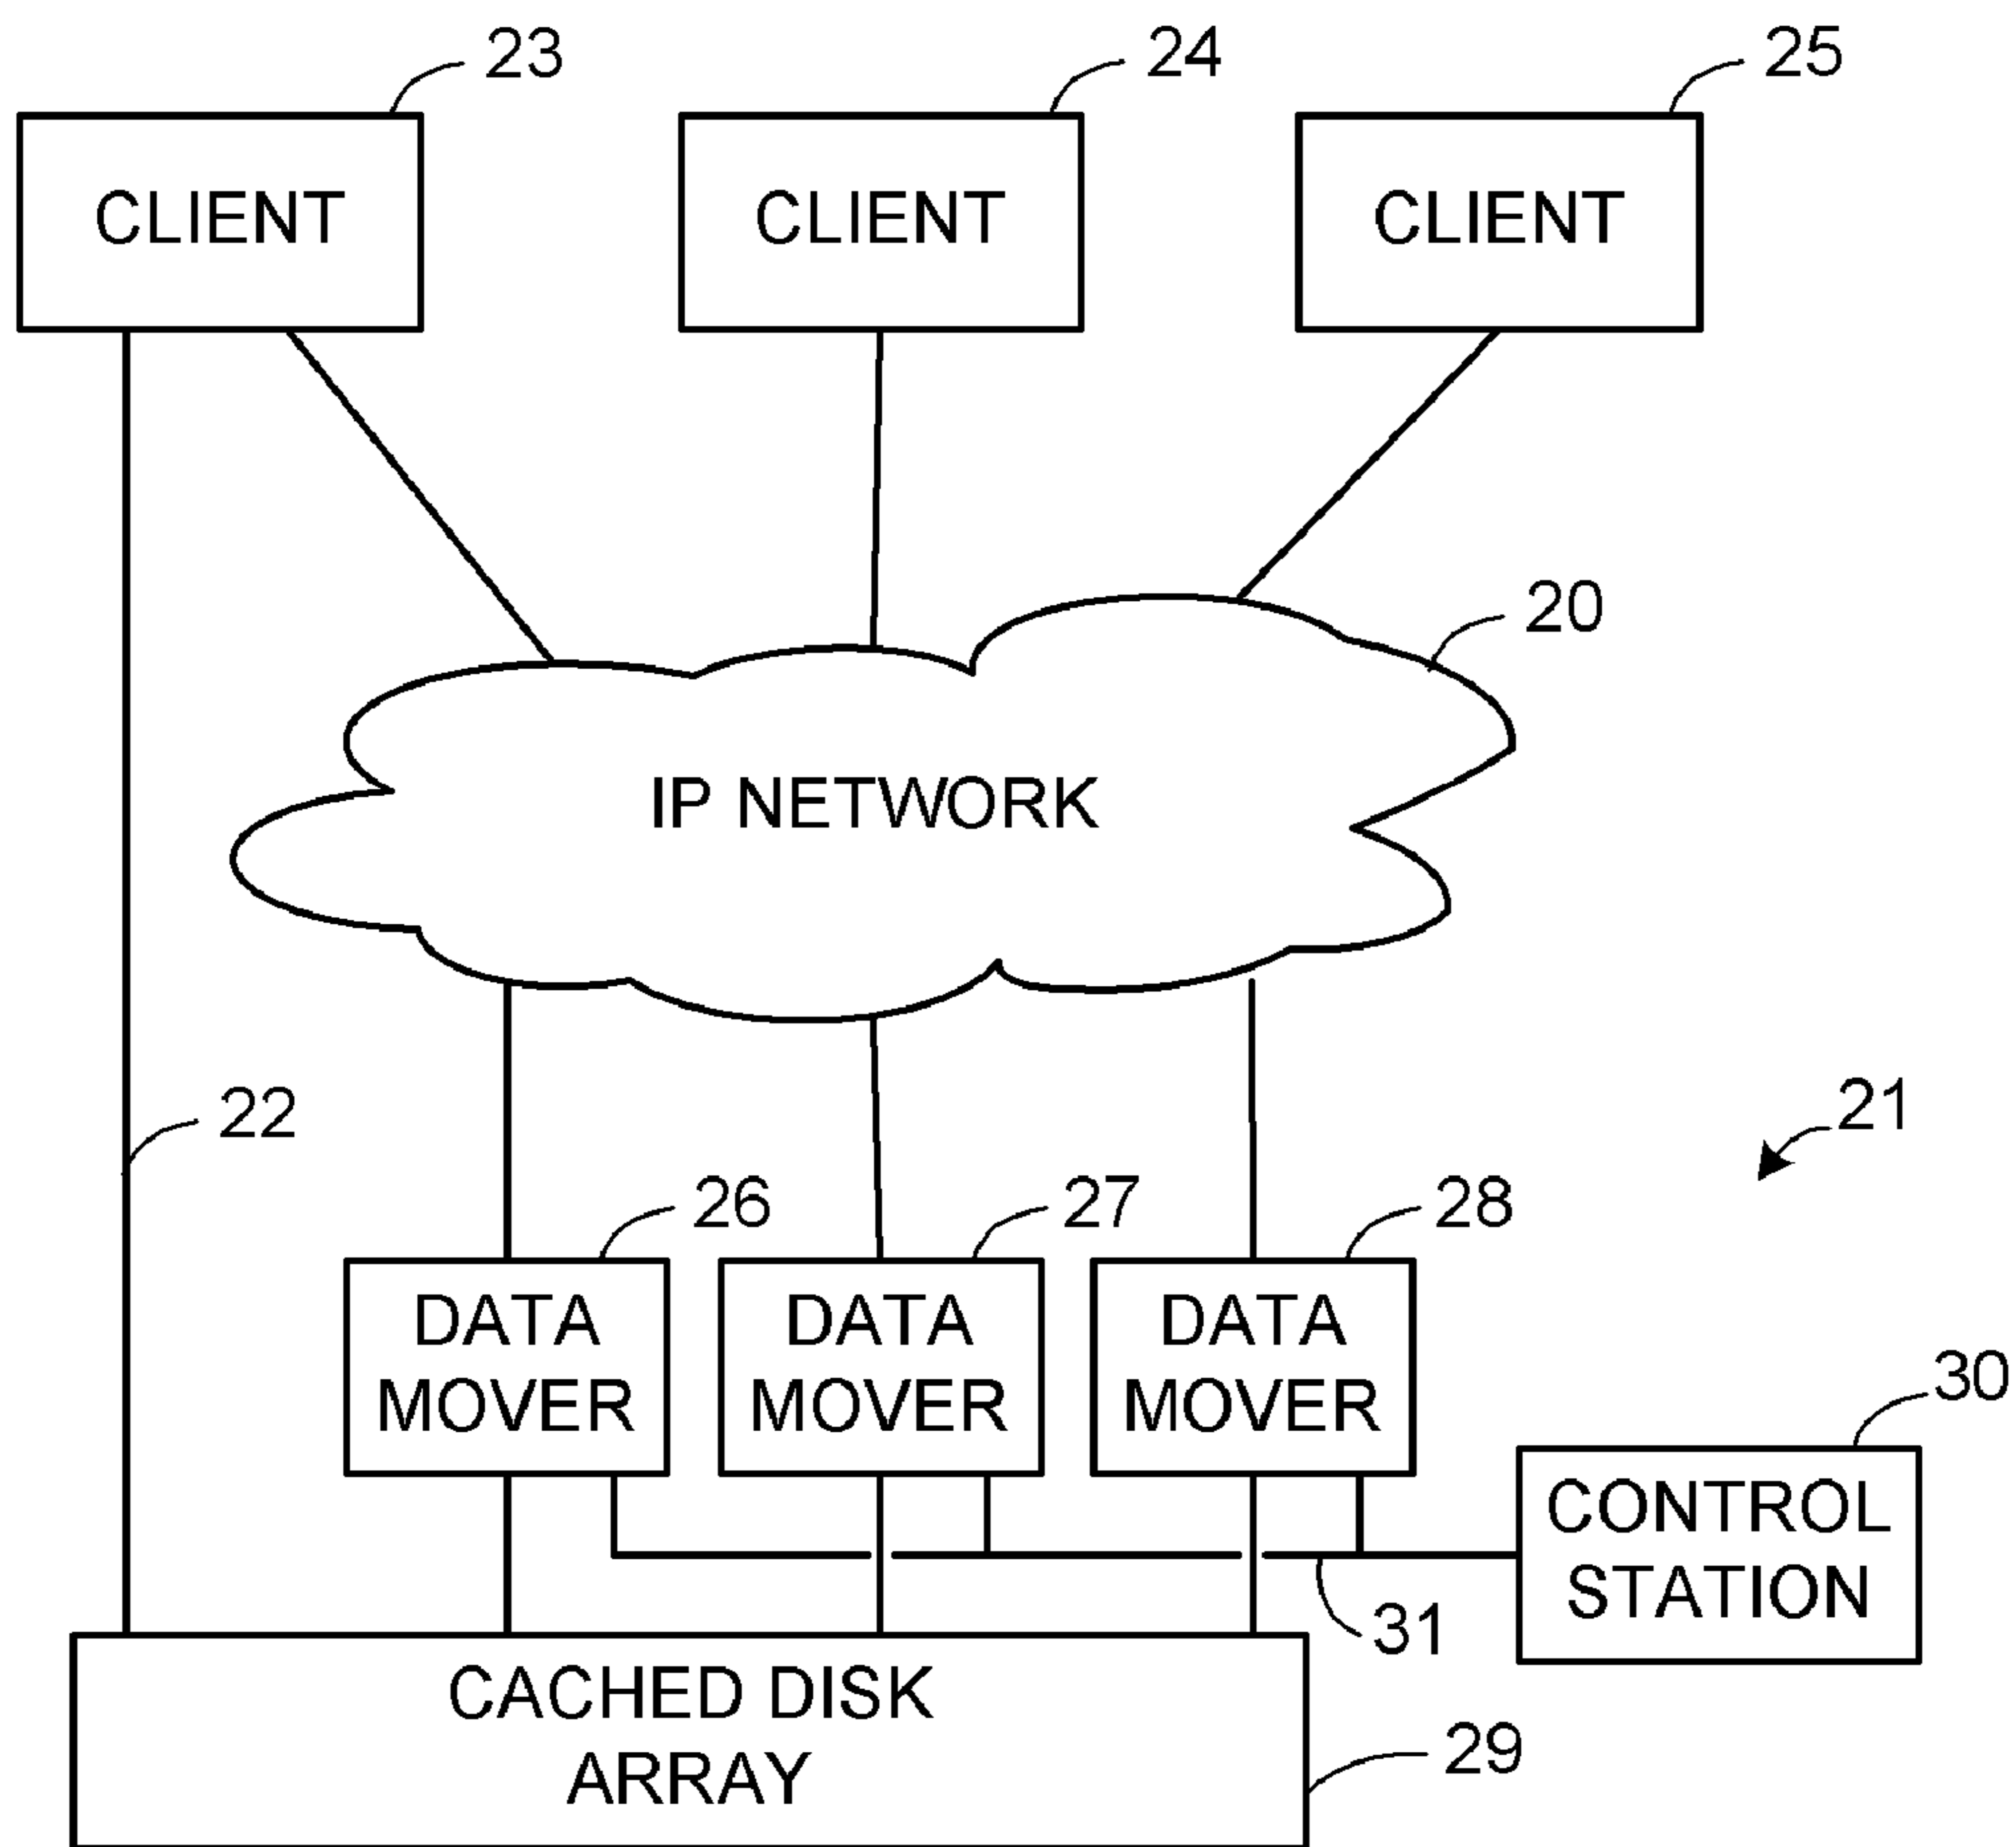 23
24
25
CLIENT
CLIENT
CLIENT
20
IP NETWORK
22
21
26
27
28
DATA
MOVER
DATA
MOVER
DATA
MOVER
30
CONTROL
STATION
31
CACHED DISK
ARRAY
29